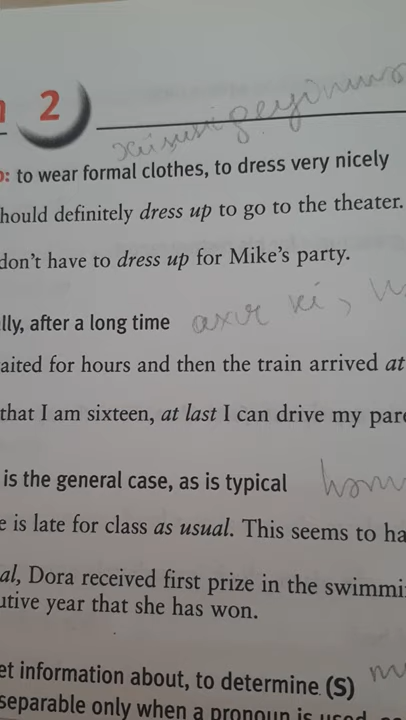 2
: to wear formal clothes, to dress very nicely
hould definitely dress up to go to the theater.
don't have to dress up for Mike's party.
lly, after a long time axır ki,
aited for hours and then the train arrived at
that I am sixteen, at last I can drive my par
is the general case, as is typical
e is late for class as usual. This seems to ha
al, Dora received first prize in the swimmi
utive year that she has won.
et information about, to determine (S)
separable only when a pronoun is used